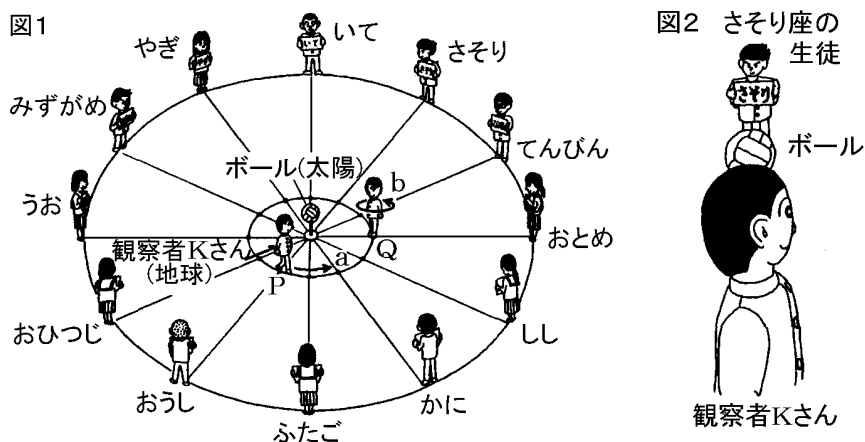 図1
いて
やぎ
さそり
みずがめ
てんびん
ボール(太陽)
b
うお
おとめ
観察者Kさん
(地球)
Q
a
P
おひつじ
しし
おうし
かに
ふたご
図2 さそり座の
生徒
さそり
ボール
観察者Kさん